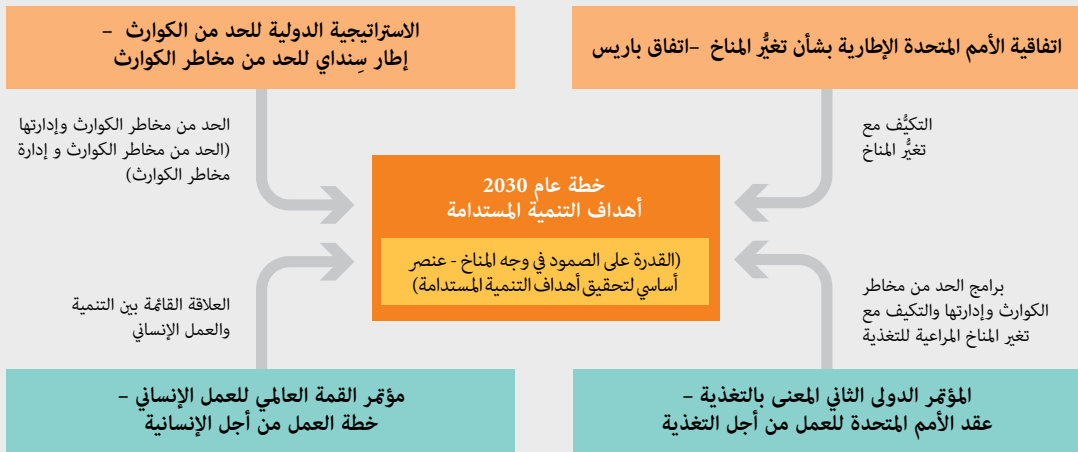 اتفاقية الأمم المتحدة الإطارية بشأن تغيُّر المناخ –اتفاق باريس
الاستراتيجية الدولية للحد من الكوارث –
إطار سِنداي للحد من مخاطر الكوارث
التكيُّف مع
تغيُّر المناخ
الحد من مخاطر الكوارث وإدارتها
(الحد من مخاطر الكوارث و إدارة
مخاطر الكوارث)
خطة عام 2030
أهداف التنمية المستدامة
(القدرة على الصمود في وجه المناخ - عنصر
أساسي لتحقيق أهداف التنمية المستدامة)
برامج الحد من مخاطر
الكوارث وإدارتها والتكيف مع
تغير المناخ المراعية للتغذية
العلاقة القائمة بين التنمية
والعمل الإنساني
المؤتمر الدولى الثاني المعنى بالتغذية –
عقد الأمم المتحدة للعمل من أجل التغذية
مؤتمر القمة العالمي للعمل الإنساني –
خطة العمل من أجل الإنسانية